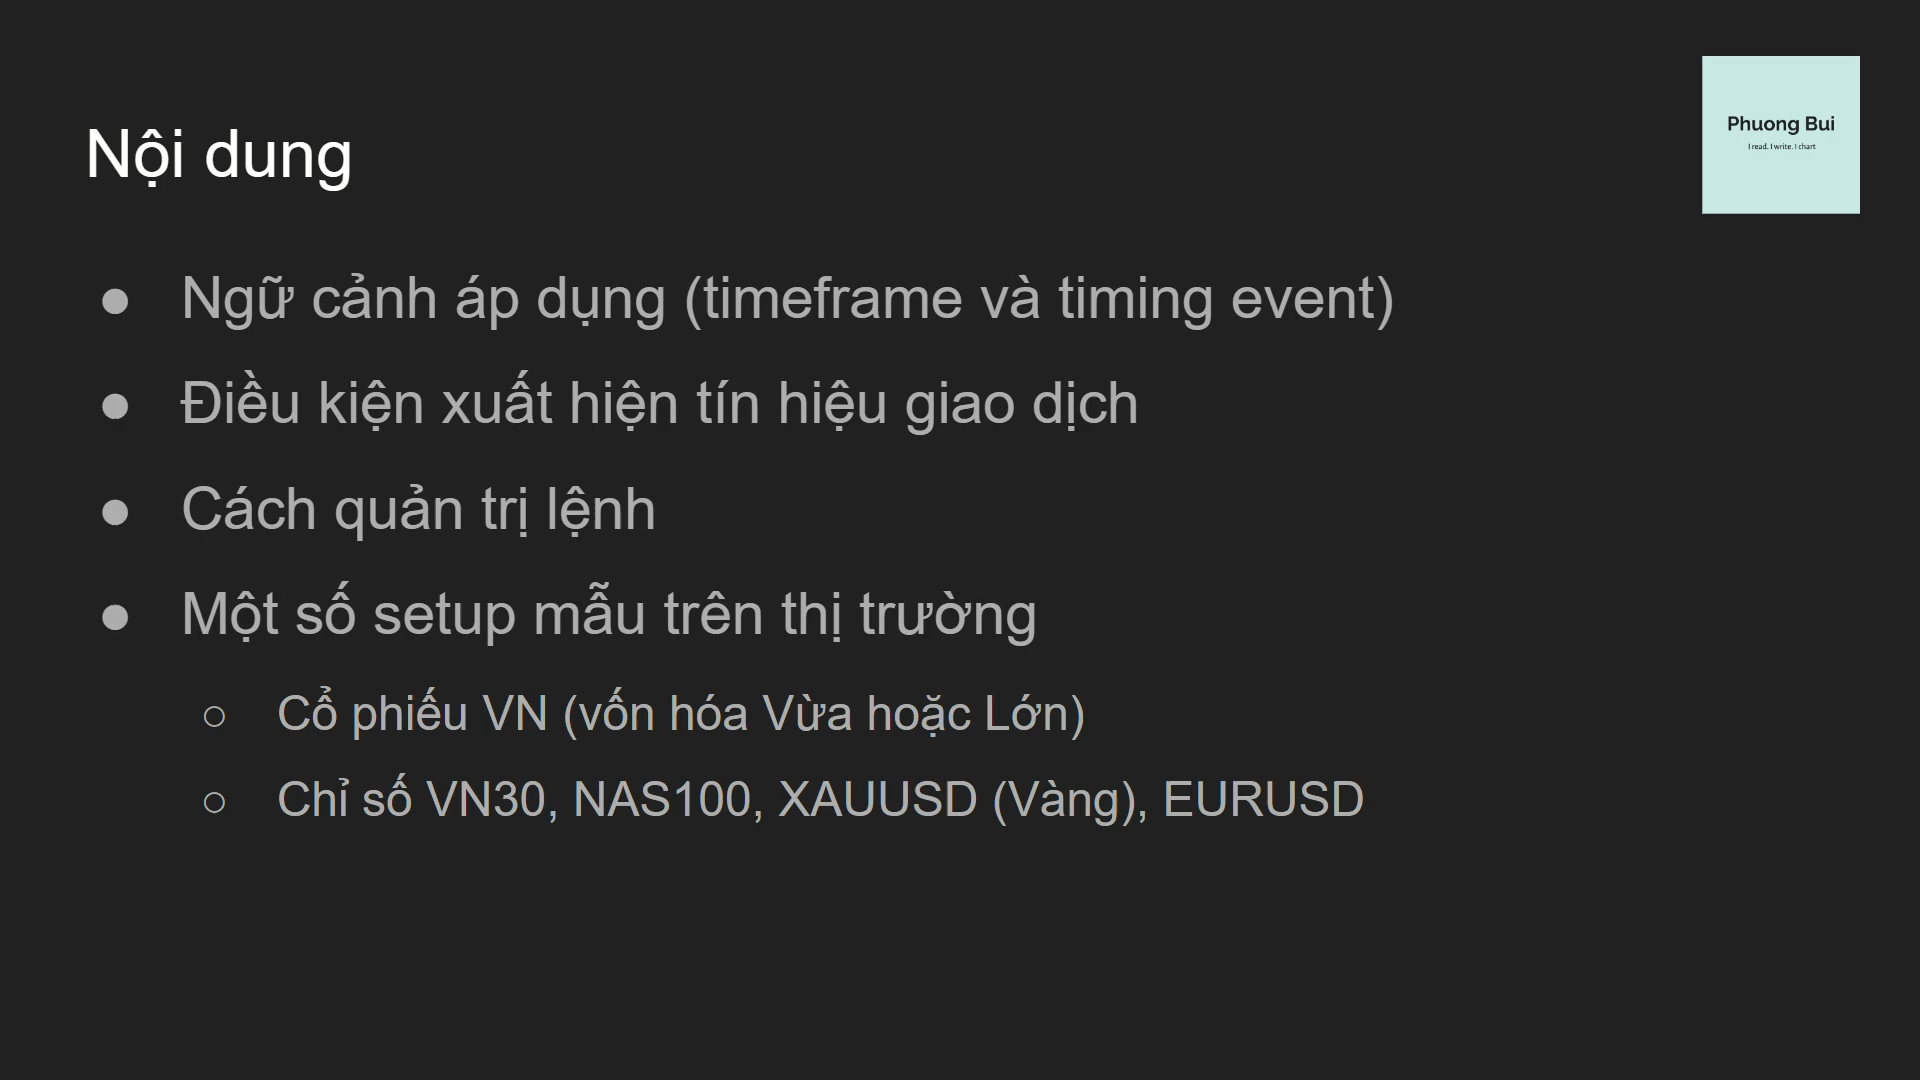 Phuong Bui
I read. I write. I chart
Nội dung
● Ngữ cảnh áp dụng (timeframe và timing event)
● Điều kiện xuất hiện tín hiệu giao dịch
● Cách quản trị lệnh
● Một số setup mẫu trên thị trường
○ Cổ phiếu VN (vốn hóa Vừa hoặc Lớn)
○ Chỉ số VN30, NAS100, XAUUSD (Vàng), EURUSD